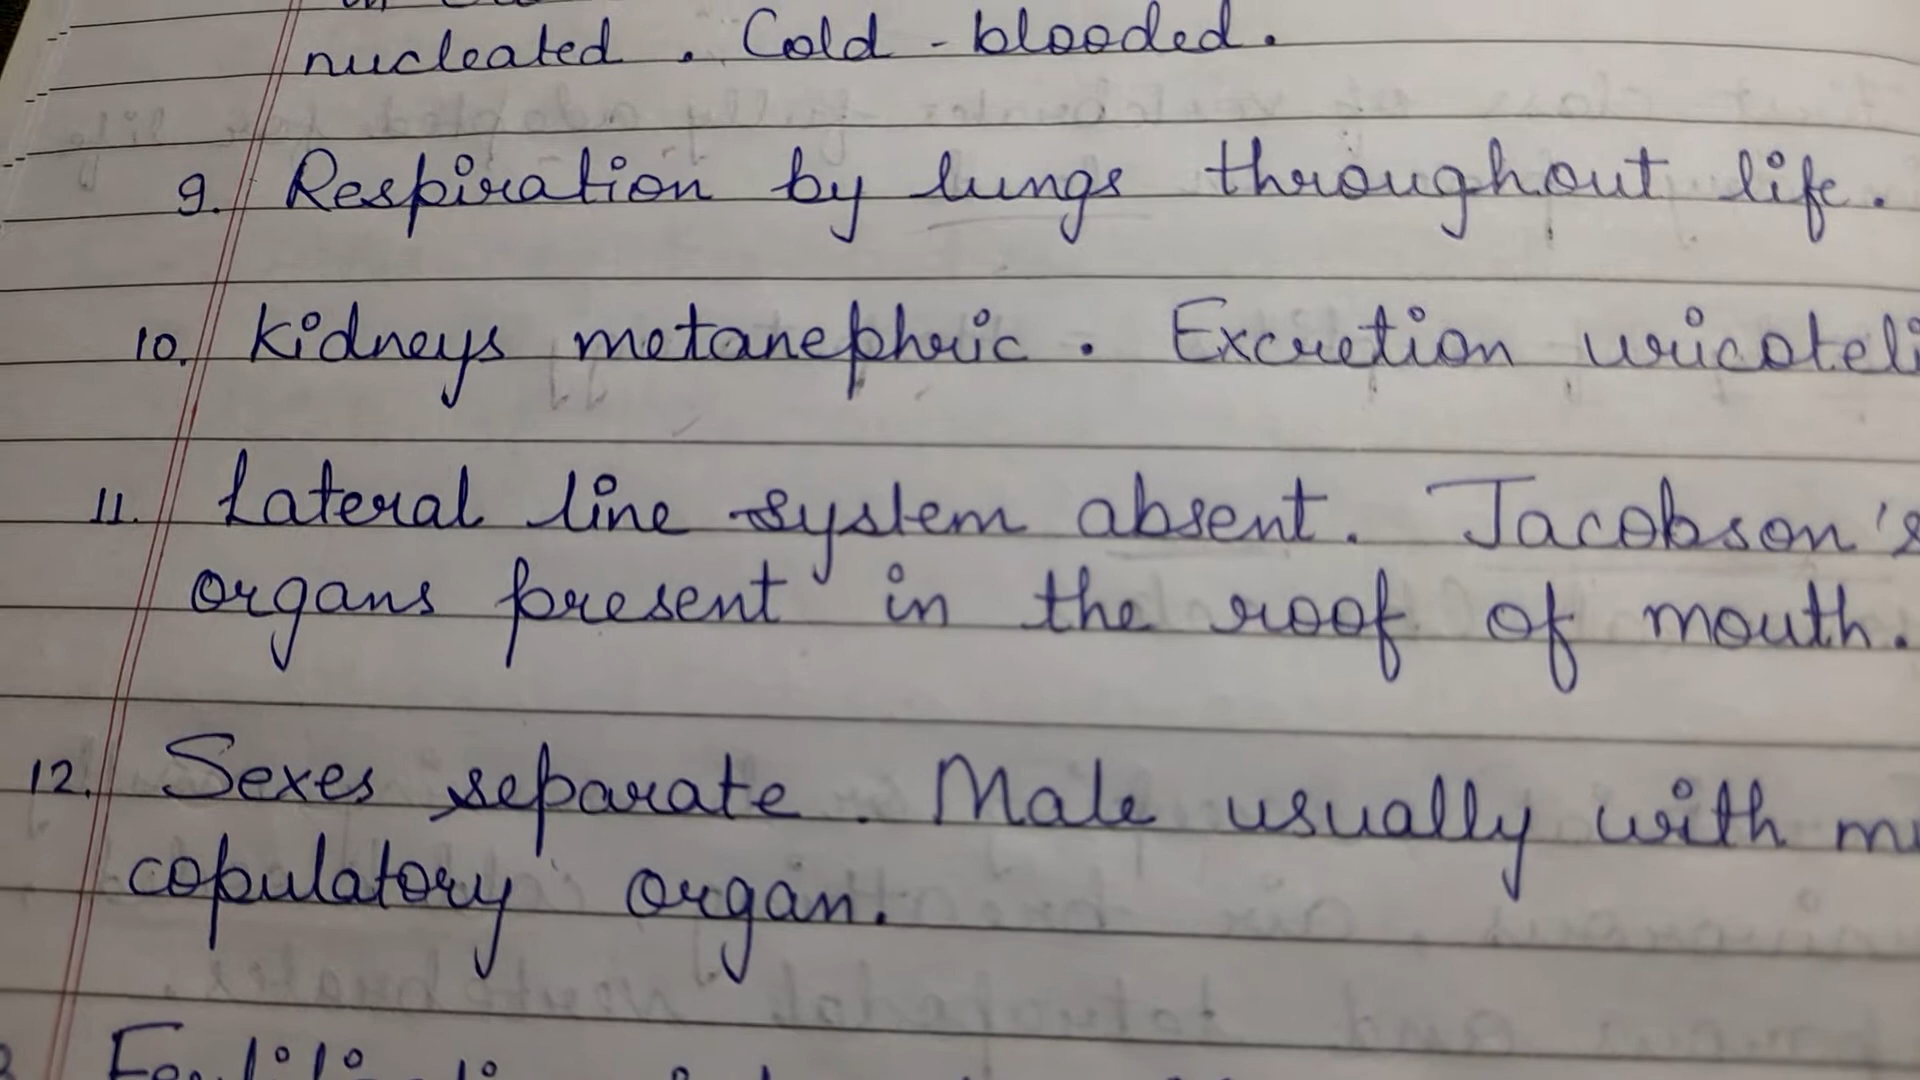 nucleated. Cold-blooded.
9. Respiration by lungs throughout life.
10. Kidneys metanephric. Excretion
11. Lateral line system absent. Jacobson's
organs present in the roof of mouth.
12. Sexes separate. Male usually with
copulatory organ.